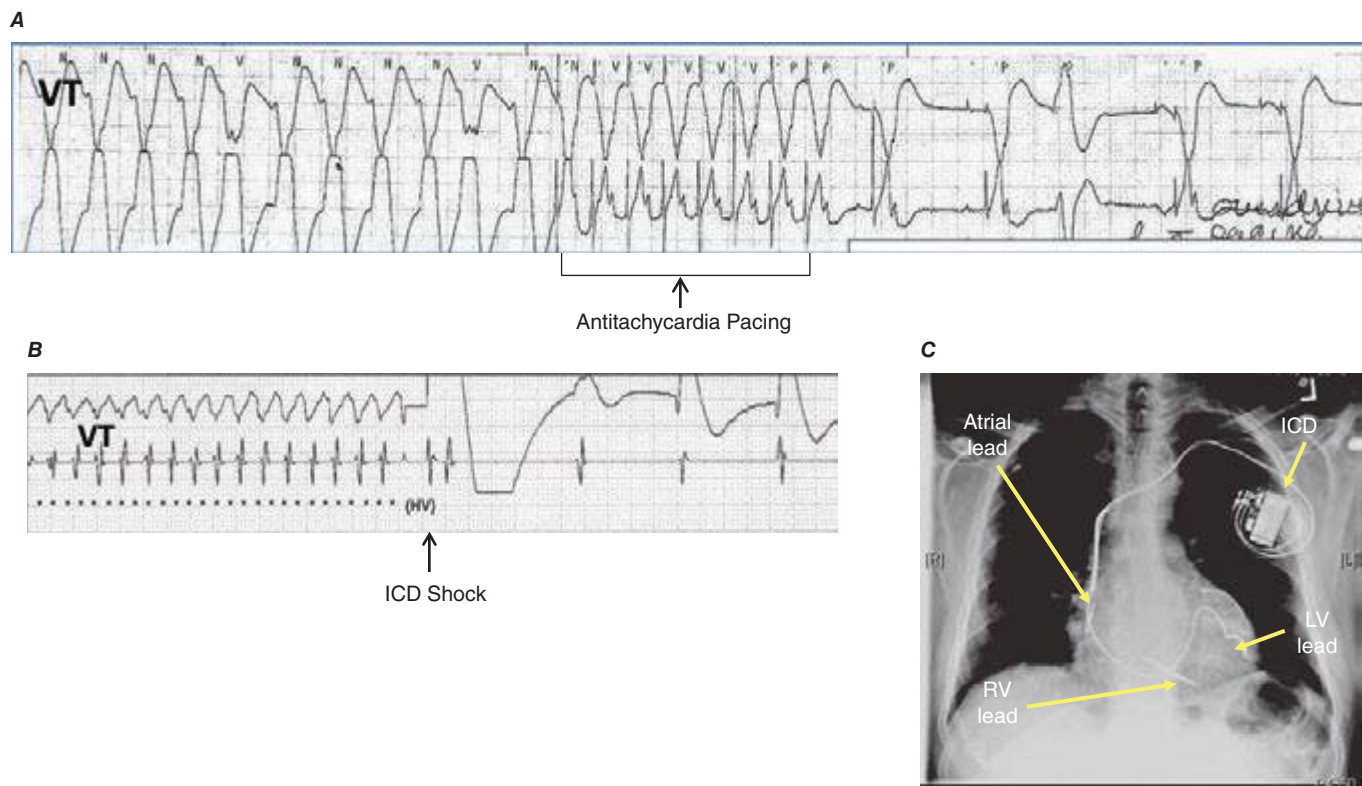 A
N N N N V N N N N V N N V V V V V P P P P P
VT
Antitachycardia Pacing
B
VT
(HV)
ICD Shock
C
Atrial
lead
ICD
[R]
[L]
LV
lead
RV
lead